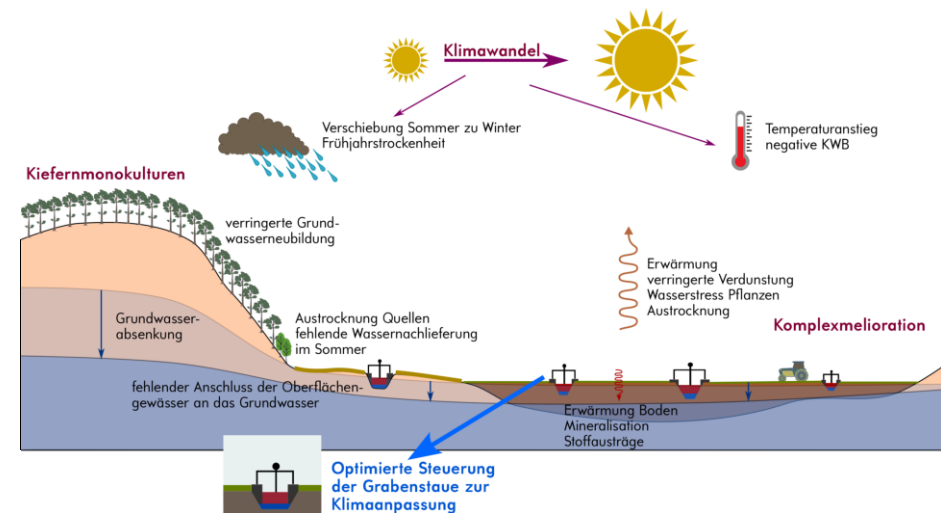 Klimawandel
Verschiebung Sommer zu Winter
Frühjahrstrockenheit
Temperaturanstieg
negative KWB
Kiefernmonokulturen
verringerte Grund-
wasserneubildung
Erwärmung
verringerte Verdunstung
Wasserstress Pflanzen
Austrocknung
Grundwasser-
absenkung
Austrocknung Quellen
fehlende Wassernachlieferung
im Sommer
Komplexmelioration
fehlender Anschluss der Oberflächen-
gewässer an das Grundwasser
Erwärmung Boden
Mineralisation
Stoffausträge
Optimierte Steuerung
der Grabenstaue zur
Klimaanpassung